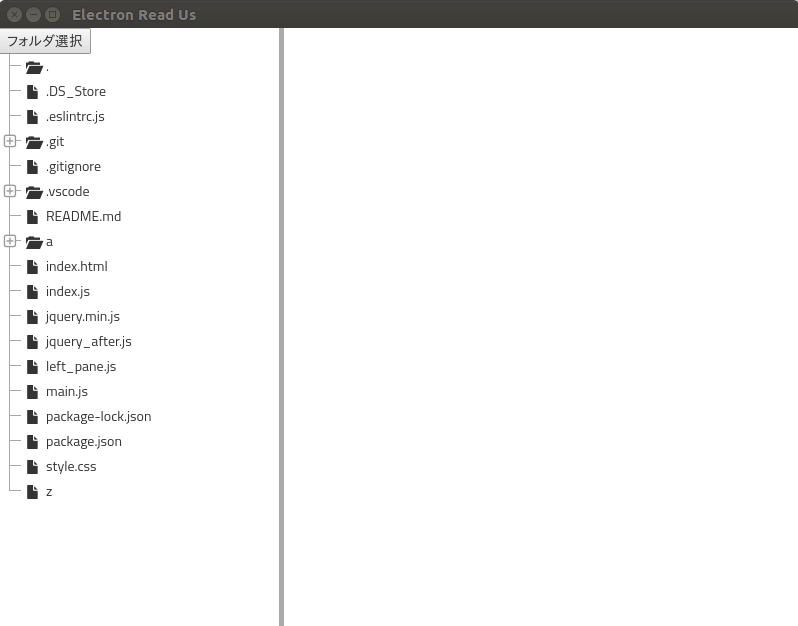 Electron Read Us
フォルダ選択
.
.DS_Store
.eslintrc.js
.git
.gitignore
.vscode
README.md
a
index.html
index.js
jquery.min.js
jquery_after.js
left_pane.js
main.js
package-lock.json
package.json
style.css
z